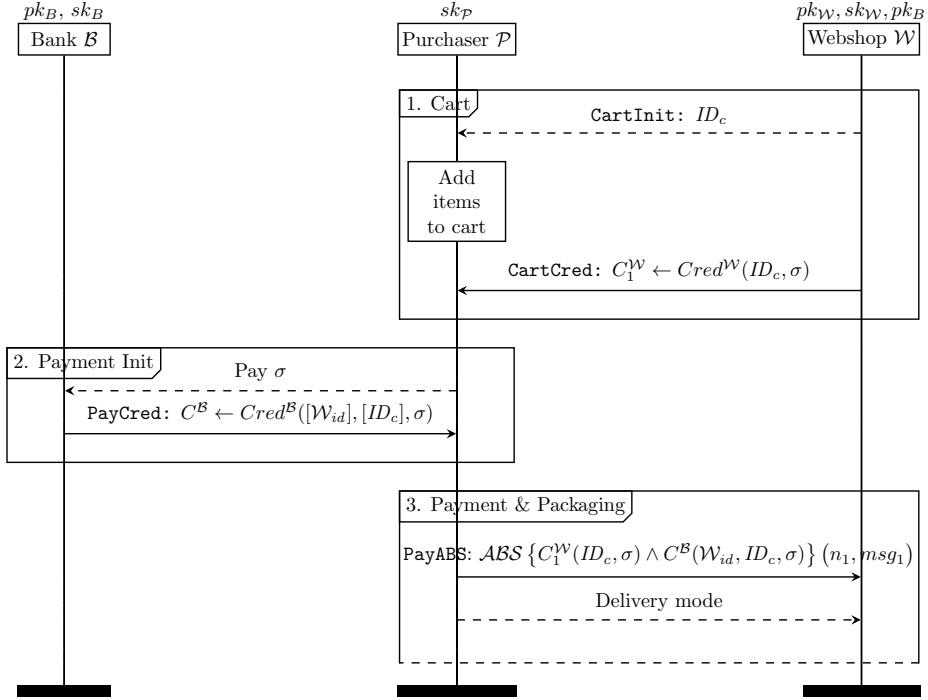 pk_B, sk_B
sk_𝒫
pk_𝒲, sk_𝒲, pk_B
Bank ℬ
Purchaser 𝒫
Webshop 𝒲
1. Cart
CartInit: ID_c
Add
items
to cart
CartCred: C_1^𝒲 ← Cred^𝒲(ID_c, σ)
2. Payment Init
Pay σ
PayCred: C^ℬ ← Cred^ℬ([𝒲_id], [ID_c], σ)
3. Payment & Packaging
PayABS: 𝒜ℬ𝒮 {C_1^𝒲(ID_c, σ) ∧ C^ℬ(𝒲_id, ID_c, σ)} (n_1, msg_1)
Delivery mode